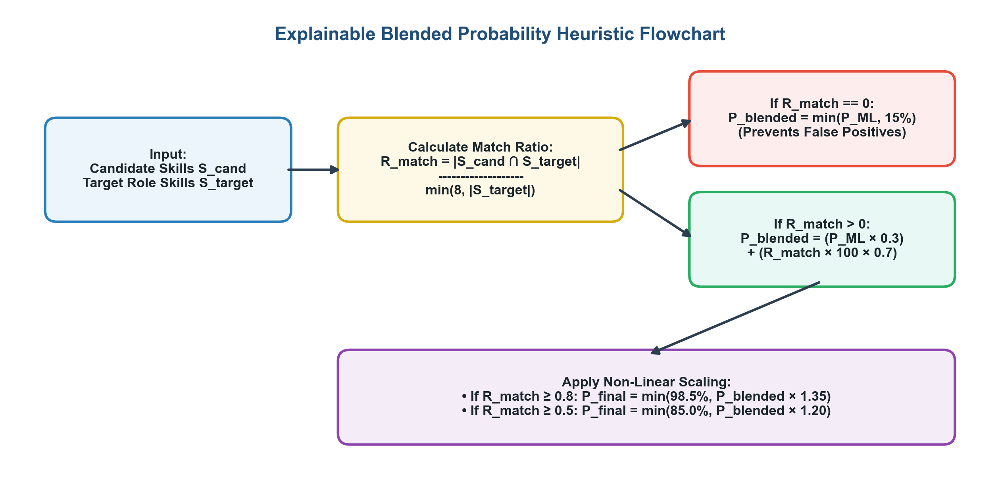 Explainable Blended Probability Heuristic Flowchart
Input:
Candidate Skills S_cand
Target Role Skills S_target
Calculate Match Ratio:
R_match = |S_cand ∩ S_target|
-------------------
min(8, |S_target|)
If R_match == 0:
P_blended = min(P_ML, 15%)
(Prevents False Positives)
If R_match > 0:
P_blended = (P_ML × 0.3)
+ (R_match × 100 × 0.7)
Apply Non-Linear Scaling:
• If R_match ≥ 0.8: P_final = min(98.5%, P_blended × 1.35)
• If R_match ≥ 0.5: P_final = min(85.0%, P_blended × 1.20)